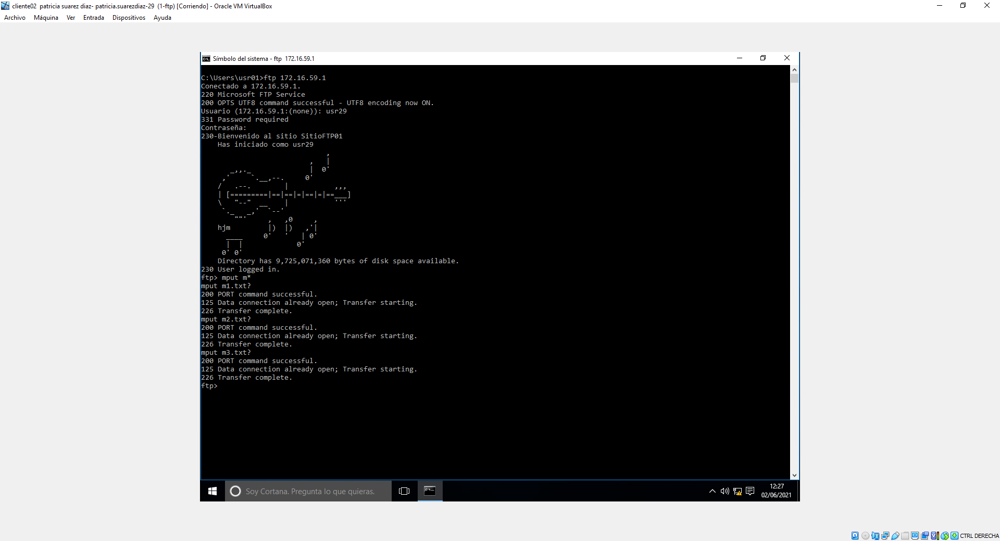 cliente02  patricia suarez diaz- patricia.suarezdiaz-29  (1-ftp) [Corriendo] - Oracle VM VirtualBox
Archivo Máquina Ver Entrada Dispositivos Ayuda
Símbolo del sistema - ftp  172.16.59.1
C:\Users\usr01>ftp 172.16.59.1
Conectado a 172.16.59.1.
220 Microsoft FTP Service
200 OPTS UTF8 command successful - UTF8 encoding now ON.
Usuario (172.16.59.1:(none)): usr29
331 Password required
Contraseña:
230-Bienvenido al sitio SitioFTP01
    Has iniciado como usr29
                              ,
                          ,   |
       _,,._              |  0'
     ,'     `.__,--.     0'
    /   .--.        |           ,,,
    | [=========|==|==|=|==|=|==___]
    \   "--"  __    |           '''
     `._   _,'  `--'
        ""'     ,   ,0     ,
    hjm         |)  |)   ,'|
      ____     0'   '   | 0'
      |  |             0'
     0' 0'
    Directory has 9,725,071,360 bytes of disk space available.
230 User logged in.
ftp> mput m*
mput m1.txt?
200 PORT command successful.
125 Data connection already open; Transfer starting.
226 Transfer complete.
mput m2.txt?
200 PORT command successful.
125 Data connection already open; Transfer starting.
226 Transfer complete.
mput m3.txt?
200 PORT command successful.
125 Data connection already open; Transfer starting.
226 Transfer complete.
ftp>
Soy Cortana. Pregunta lo que quieras.
12:27
02/06/2021
CTRL DERECHA